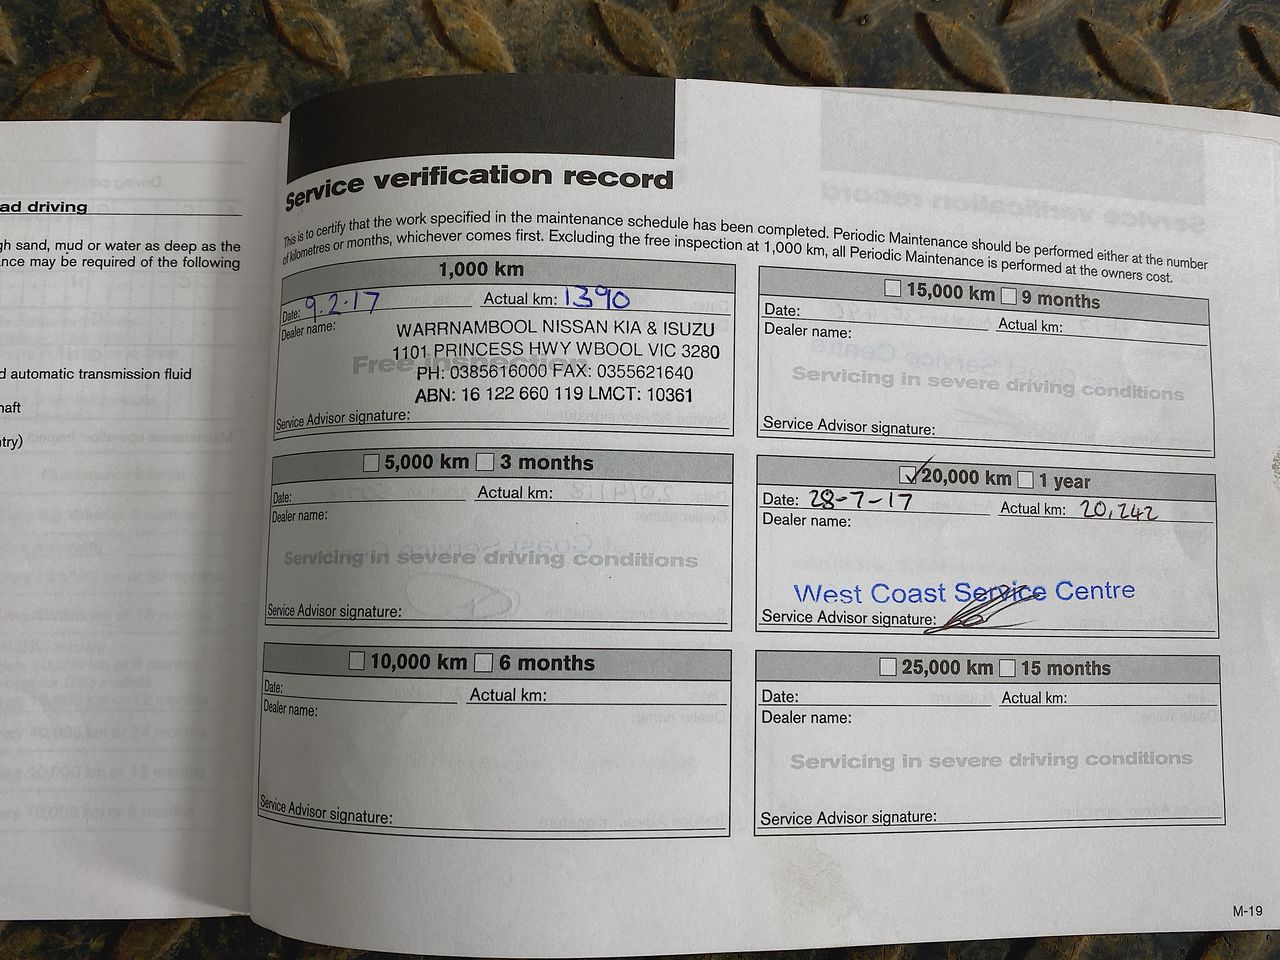 ad driving
gh sand, mud or water as deep as the
nce may be required of the following
d automatic transmission fluid
haft
ntry)
Service verification record
This is to certify that the work specified in the maintenance schedule has been completed. Periodic Maintenance should be performed either at the number
of kilometres or months, whichever comes first. Excluding the free inspection at 1,000 km, all Periodic Maintenance is performed at the owners cost.
1,000 km
Date: 9.2.17 Actual km: 1390
Dealer name:
WARRNAMBOOL NISSAN KIA & ISUZU
1101 PRINCESS HWY WBOOL VIC 3280
Free inspection
PH: 0385616000 FAX: 0355621640
ABN: 16 122 660 119 LMCT: 10361
Service Advisor signature:
5,000 km 3 months
Date: Actual km:
Dealer name:
Servicing in severe driving conditions
Service Advisor signature:
10,000 km 6 months
Date: Actual km:
Dealer name:
Service Advisor signature:
15,000 km 9 months
Date: Actual km:
Dealer name:
Servicing in severe driving conditions
Service Advisor signature:
20,000 km 1 year
Date: 28-7-17 Actual km: 20,242
Dealer name:
West Coast Service Centre
Service Advisor signature:
25,000 km 15 months
Date: Actual km:
Dealer name:
Servicing in severe driving conditions
Service Advisor signature:
M-19